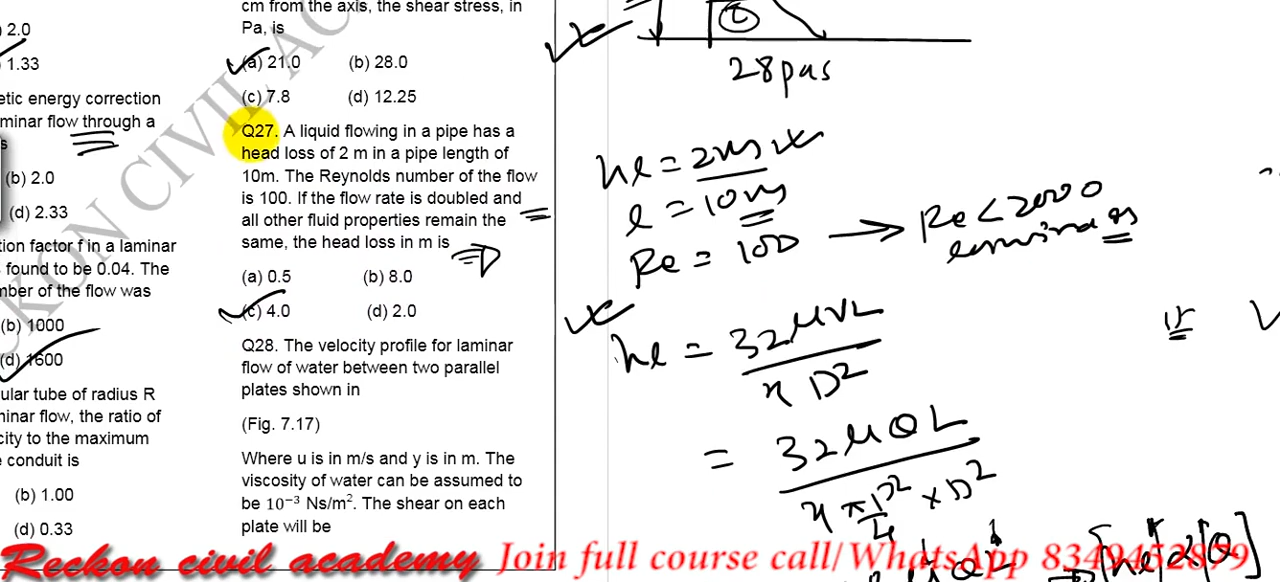 2.0
1.33
etic energy correction
minar flow through a
s
(b) 2.0
(d) 2.33
tion factor f in a laminar
found to be 0.04. The
mber of the flow was
(b) 1000
(d) 1600
ular tube of radius R
ninar flow, the ratio of
city to the maximum
e conduit is
(b) 1.00
(d) 0.33
cm from the axis, the shear stress, in
Pa, is
(a) 21.0 (b) 28.0
(c) 7.8 (d) 12.25
Q27. A liquid flowing in a pipe has a
head loss of 2 m in a pipe length of
10m. The Reynolds number of the flow
is 100. If the flow rate is doubled and
all other fluid properties remain the
same, the head loss in m is
(a) 0.5 (b) 8.0
(c) 4.0 (d) 2.0
Q28. The velocity profile for laminar
flow of water between two parallel
plates shown in
(Fig. 7.17)
Where u is in m/s and y is in m. The
viscosity of water can be assumed to
be 10⁻³ Ns/m². The shear on each
plate will be
RECKON CIVIL AC
28 pas
hl = 2m
l = 10m
Re = 100 → Re < 2000
hl = 32μVL / π D²
= 32μQL / π π D²/4 × D²
[hl ∝ [Q]
Reckon civil academy Join full course call/WhatsApp 8349452899